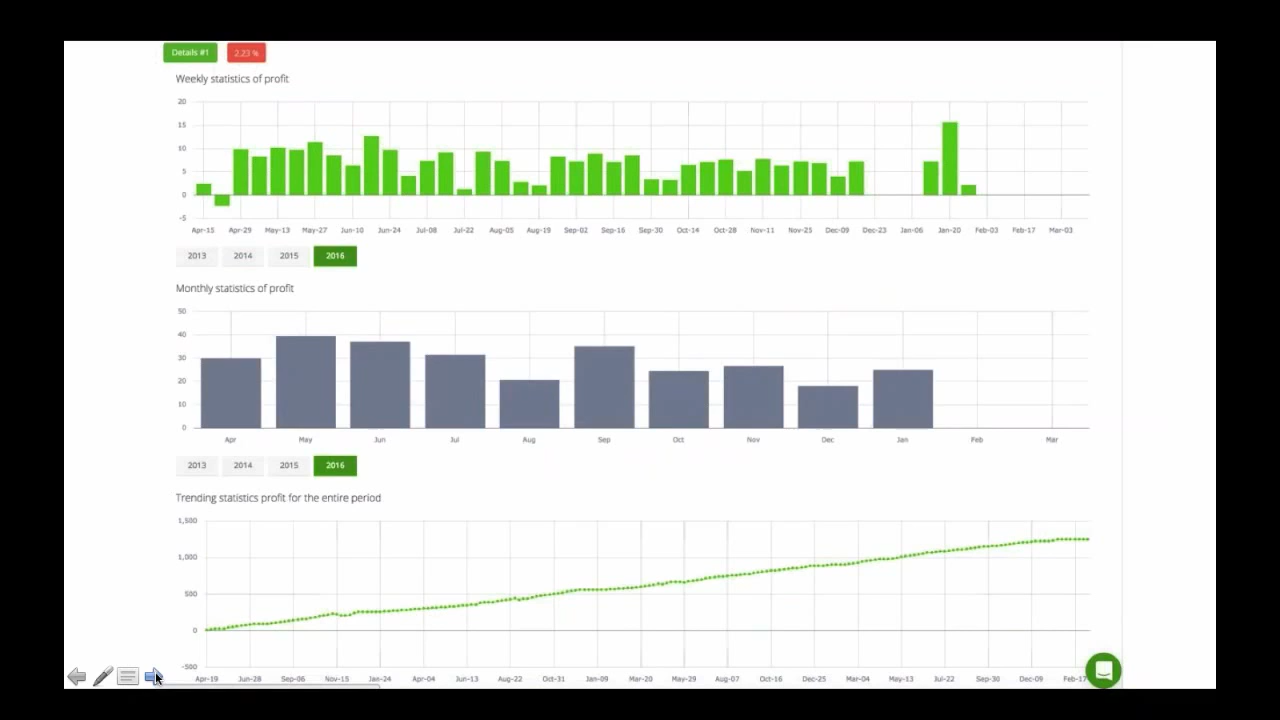 Details #1 2.23 %
Weekly statistics of profit
20
15
10
5
0
-5
Apr-15 Apr-29 May-13 May-27 Jun-10 Jun-24 Jul-08 Jul-22 Aug-05 Aug-19 Sep-02 Sep-16 Sep-30 Oct-14 Oct-28 Nov-11 Nov-25 Dec-09 Dec-23 Jan-06 Jan-20 Feb-03 Feb-17 Mar-03
2013 2014 2015 2016
Monthly statistics of profit
50
40
30
20
10
0
Apr May Jun Jul Aug Sep Oct Nov Dec Jan Feb Mar
2013 2014 2015 2016
Trending statistics profit for the entire period
1,500
1,000
500
0
-500
Apr-19 Jun-28 Sep-06 Nov-15 Jan-24 Apr-04 Jun-13 Aug-22 Oct-31 Jan-09 Mar-20 May-29 Aug-07 Oct-16 Dec-25 Mar-04 May-13 Jul-22 Sep-30 Dec-09 Feb-17